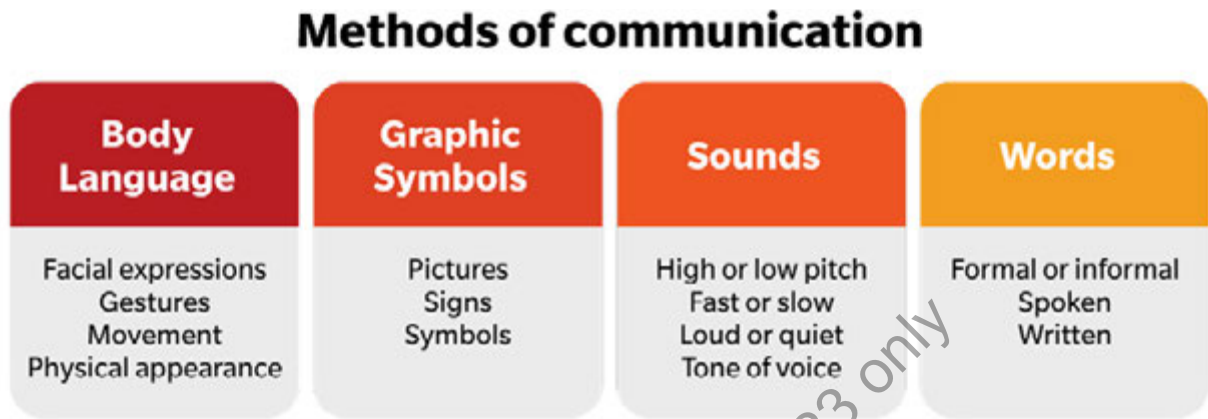 Methods of communication
Body
Language
Facial expressions
Gestures
Movement
Physical appearance
Graphic
Symbols
Pictures
Signs
Symbols
Sounds
High or low pitch
Fast or slow
Loud or quiet
Tone of voice
Words
Formal or informal
Spoken
Written
only